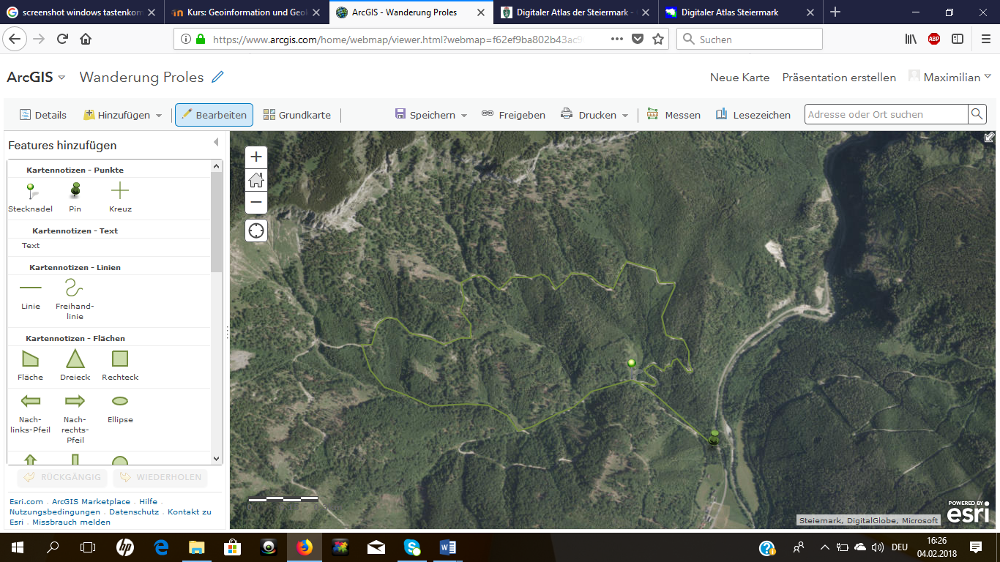 screenshot windows tastenkom
Kurs: Geoinformation und Geok
ArcGIS - Wanderung Proles
Digitaler Atlas der Steiermark -
Digitaler Atlas Steiermark
https://www.arcgis.com/home/webmap/viewer.html?webmap=f62ef9ba802b43ac9
Suchen
ABP
ArcGIS
Wanderung Proles
Neue Karte
Präsentation erstellen
Maximilian
Details
Hinzufügen
Bearbeiten
Grundkarte
Speichern
Freigeben
Drucken
Messen
Lesezeichen
Adresse oder Ort suchen
Features hinzufügen
Kartennotizen - Punkte
Stecknadel
Pin
Kreuz
Kartennotizen - Text
Text
Kartennotizen - Linien
Linie
Freihand-
linie
Kartennotizen - Flächen
Fläche
Dreieck
Rechteck
Nach-
links-Pfeil
Nach-
rechts-
Pfeil
Ellipse
RÜCKGÄNGIG
WIEDERHOLEN
Esri.com . ArcGIS Marketplace . Hilfe .
Nutzungsbedingungen . Datenschutz . Kontakt zu
Esri . Missbrauch melden
Steiermark, DigitalGlobe, Microsoft
POWERED BY
esri
DEU
16:26
04.02.2018